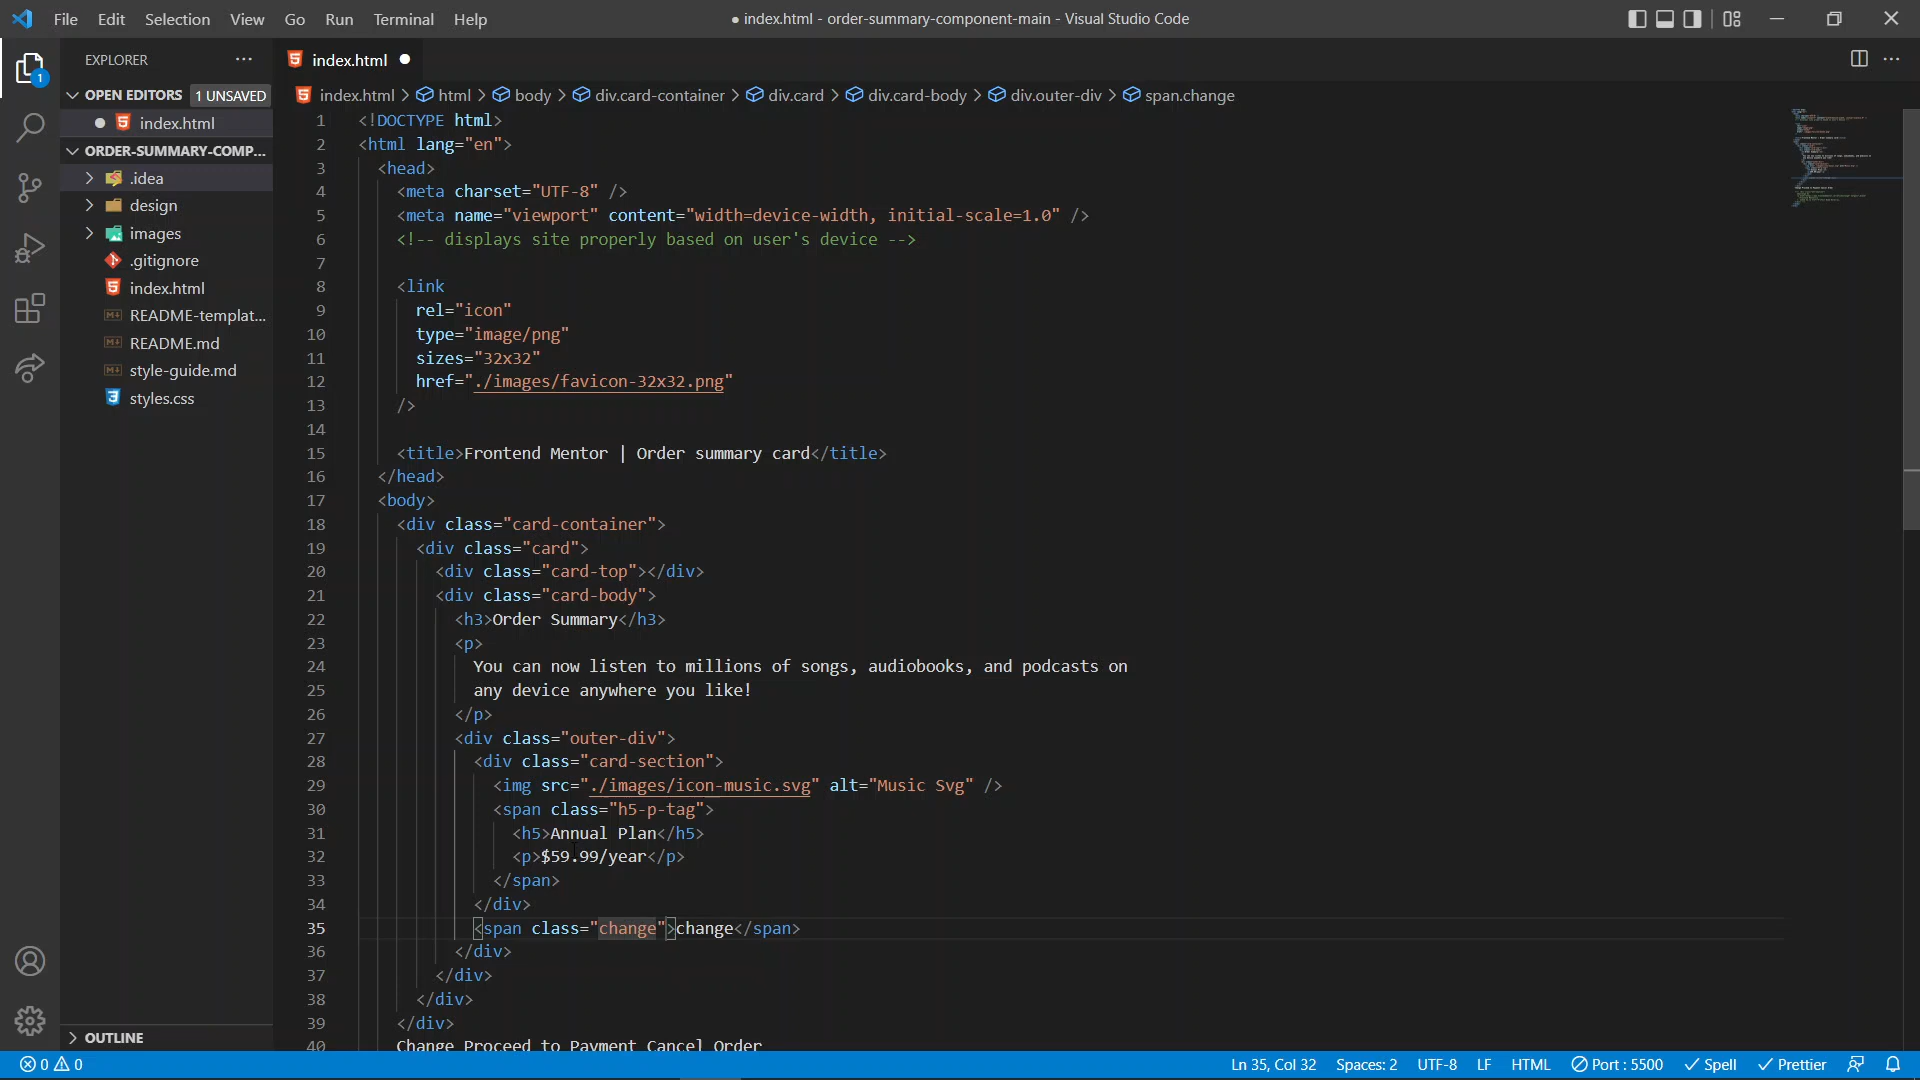 File Edit Selection View Go Run Terminal Help
● index.html - order-summary-component-main - Visual Studio Code
EXPLORER
OPEN EDITORS 1 UNSAVED
index.html
ORDER-SUMMARY-COMP...
.idea
design
images
.gitignore
index.html
README-templat...
README.md
style-guide.md
styles.css
OUTLINE
1
index.html
index.html > html > body > div.card-container > div.card > div.card-body > div.outer-div > span.change
1 <!DOCTYPE html>
2 <html lang="en">
3 <head>
4 <meta charset="UTF-8" />
5 <meta name="viewport" content="width=device-width, initial-scale=1.0" />
6 <!-- displays site properly based on user's device -->
7
8 <link
9 rel="icon"
10 type="image/png"
11 sizes="32x32"
12 href="./images/favicon-32x32.png"
13 />
14
15 <title>Frontend Mentor | Order summary card</title>
16 </head>
17 <body>
18 <div class="card-container">
19 <div class="card">
20 <div class="card-top"></div>
21 <div class="card-body">
22 <h3>Order Summary</h3>
23 <p>
24 You can now listen to millions of songs, audiobooks, and podcasts on
25 any device anywhere you like!
26 </p>
27 <div class="outer-div">
28 <div class="card-section">
29 <img src="./images/icon-music.svg" alt="Music Svg" />
30 <span class="h5-p-tag">
31 <h5>Annual Plan</h5>
32 <p>$59.99/year</p>
33 </span>
34 </div>
35 <span class="change">change</span>
36 </div>
37 </div>
38 </div>
39 </div>
40 Change Proceed to Payment Cancel Order
0 0
Ln 35, Col 32 Spaces: 2 UTF-8 LF HTML Port : 5500 Spell Prettier